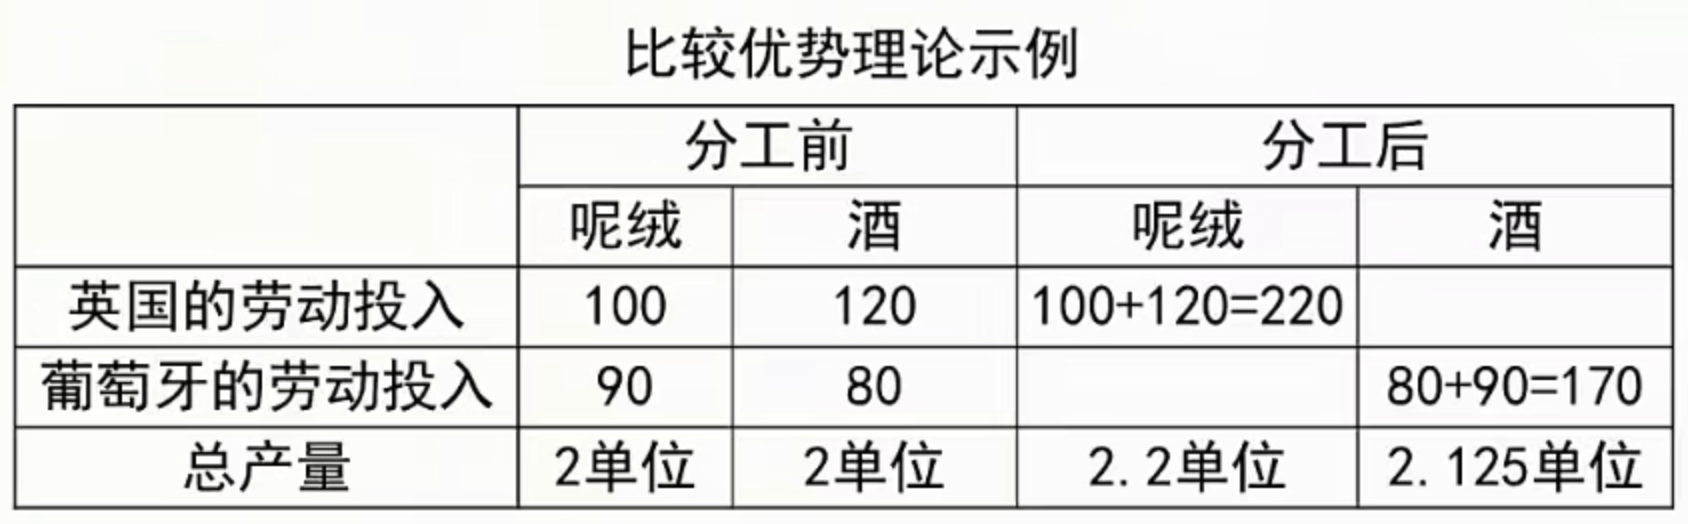 比较优势理论示例
分工前 分工后
呢绒 酒 呢绒 酒
英国的劳动投入 100 120 100+120=220
葡萄牙的劳动投入 90 80 80+90=170
总产量 2单位 2单位 2.2单位 2.125单位